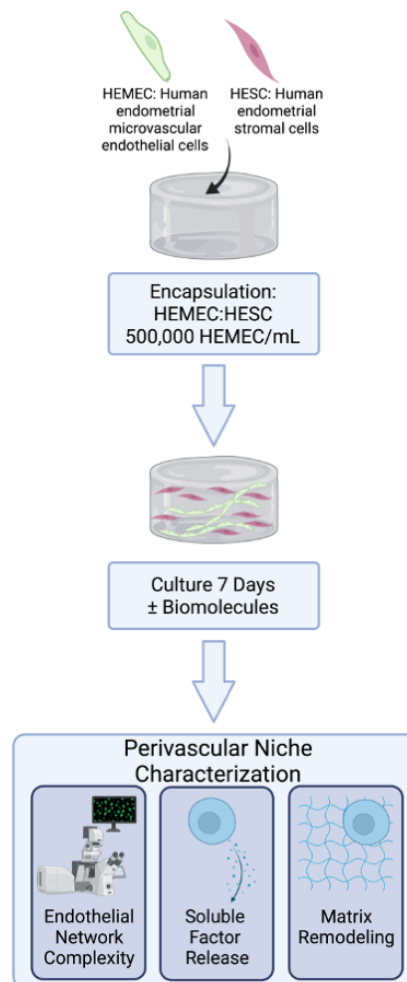 HEMEC: Human
endometrial
microvascular
endothelial cells
HESC: Human
endometrial
stromal cells
Encapsulation:
HEMEC:HESC
500,000 HEMEC/mL
Culture 7 Days
± Biomolecules
Perivascular Niche
Characterization
Endothelial
Network
Complexity
Soluble
Factor
Release
Matrix
Remodeling